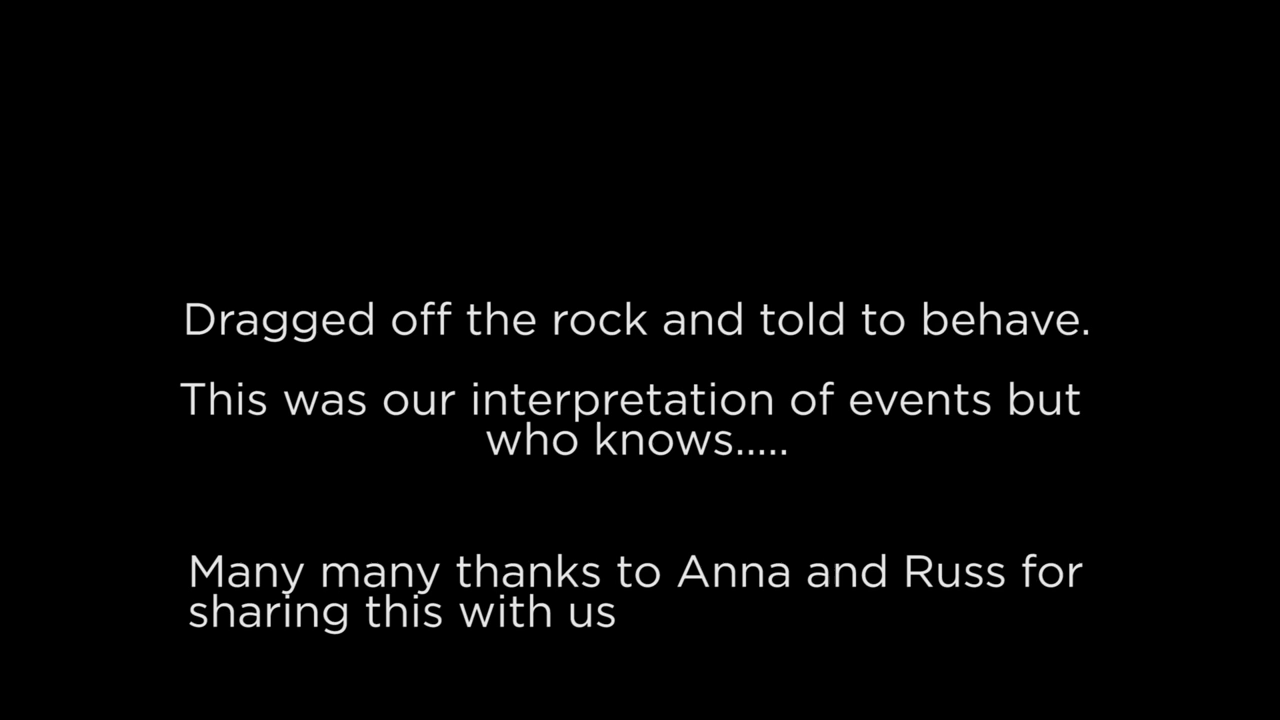 Dragged off the rock and told to behave.
This was our interpretation of events but
who knows.....
Many many thanks to Anna and Russ for
sharing this with us